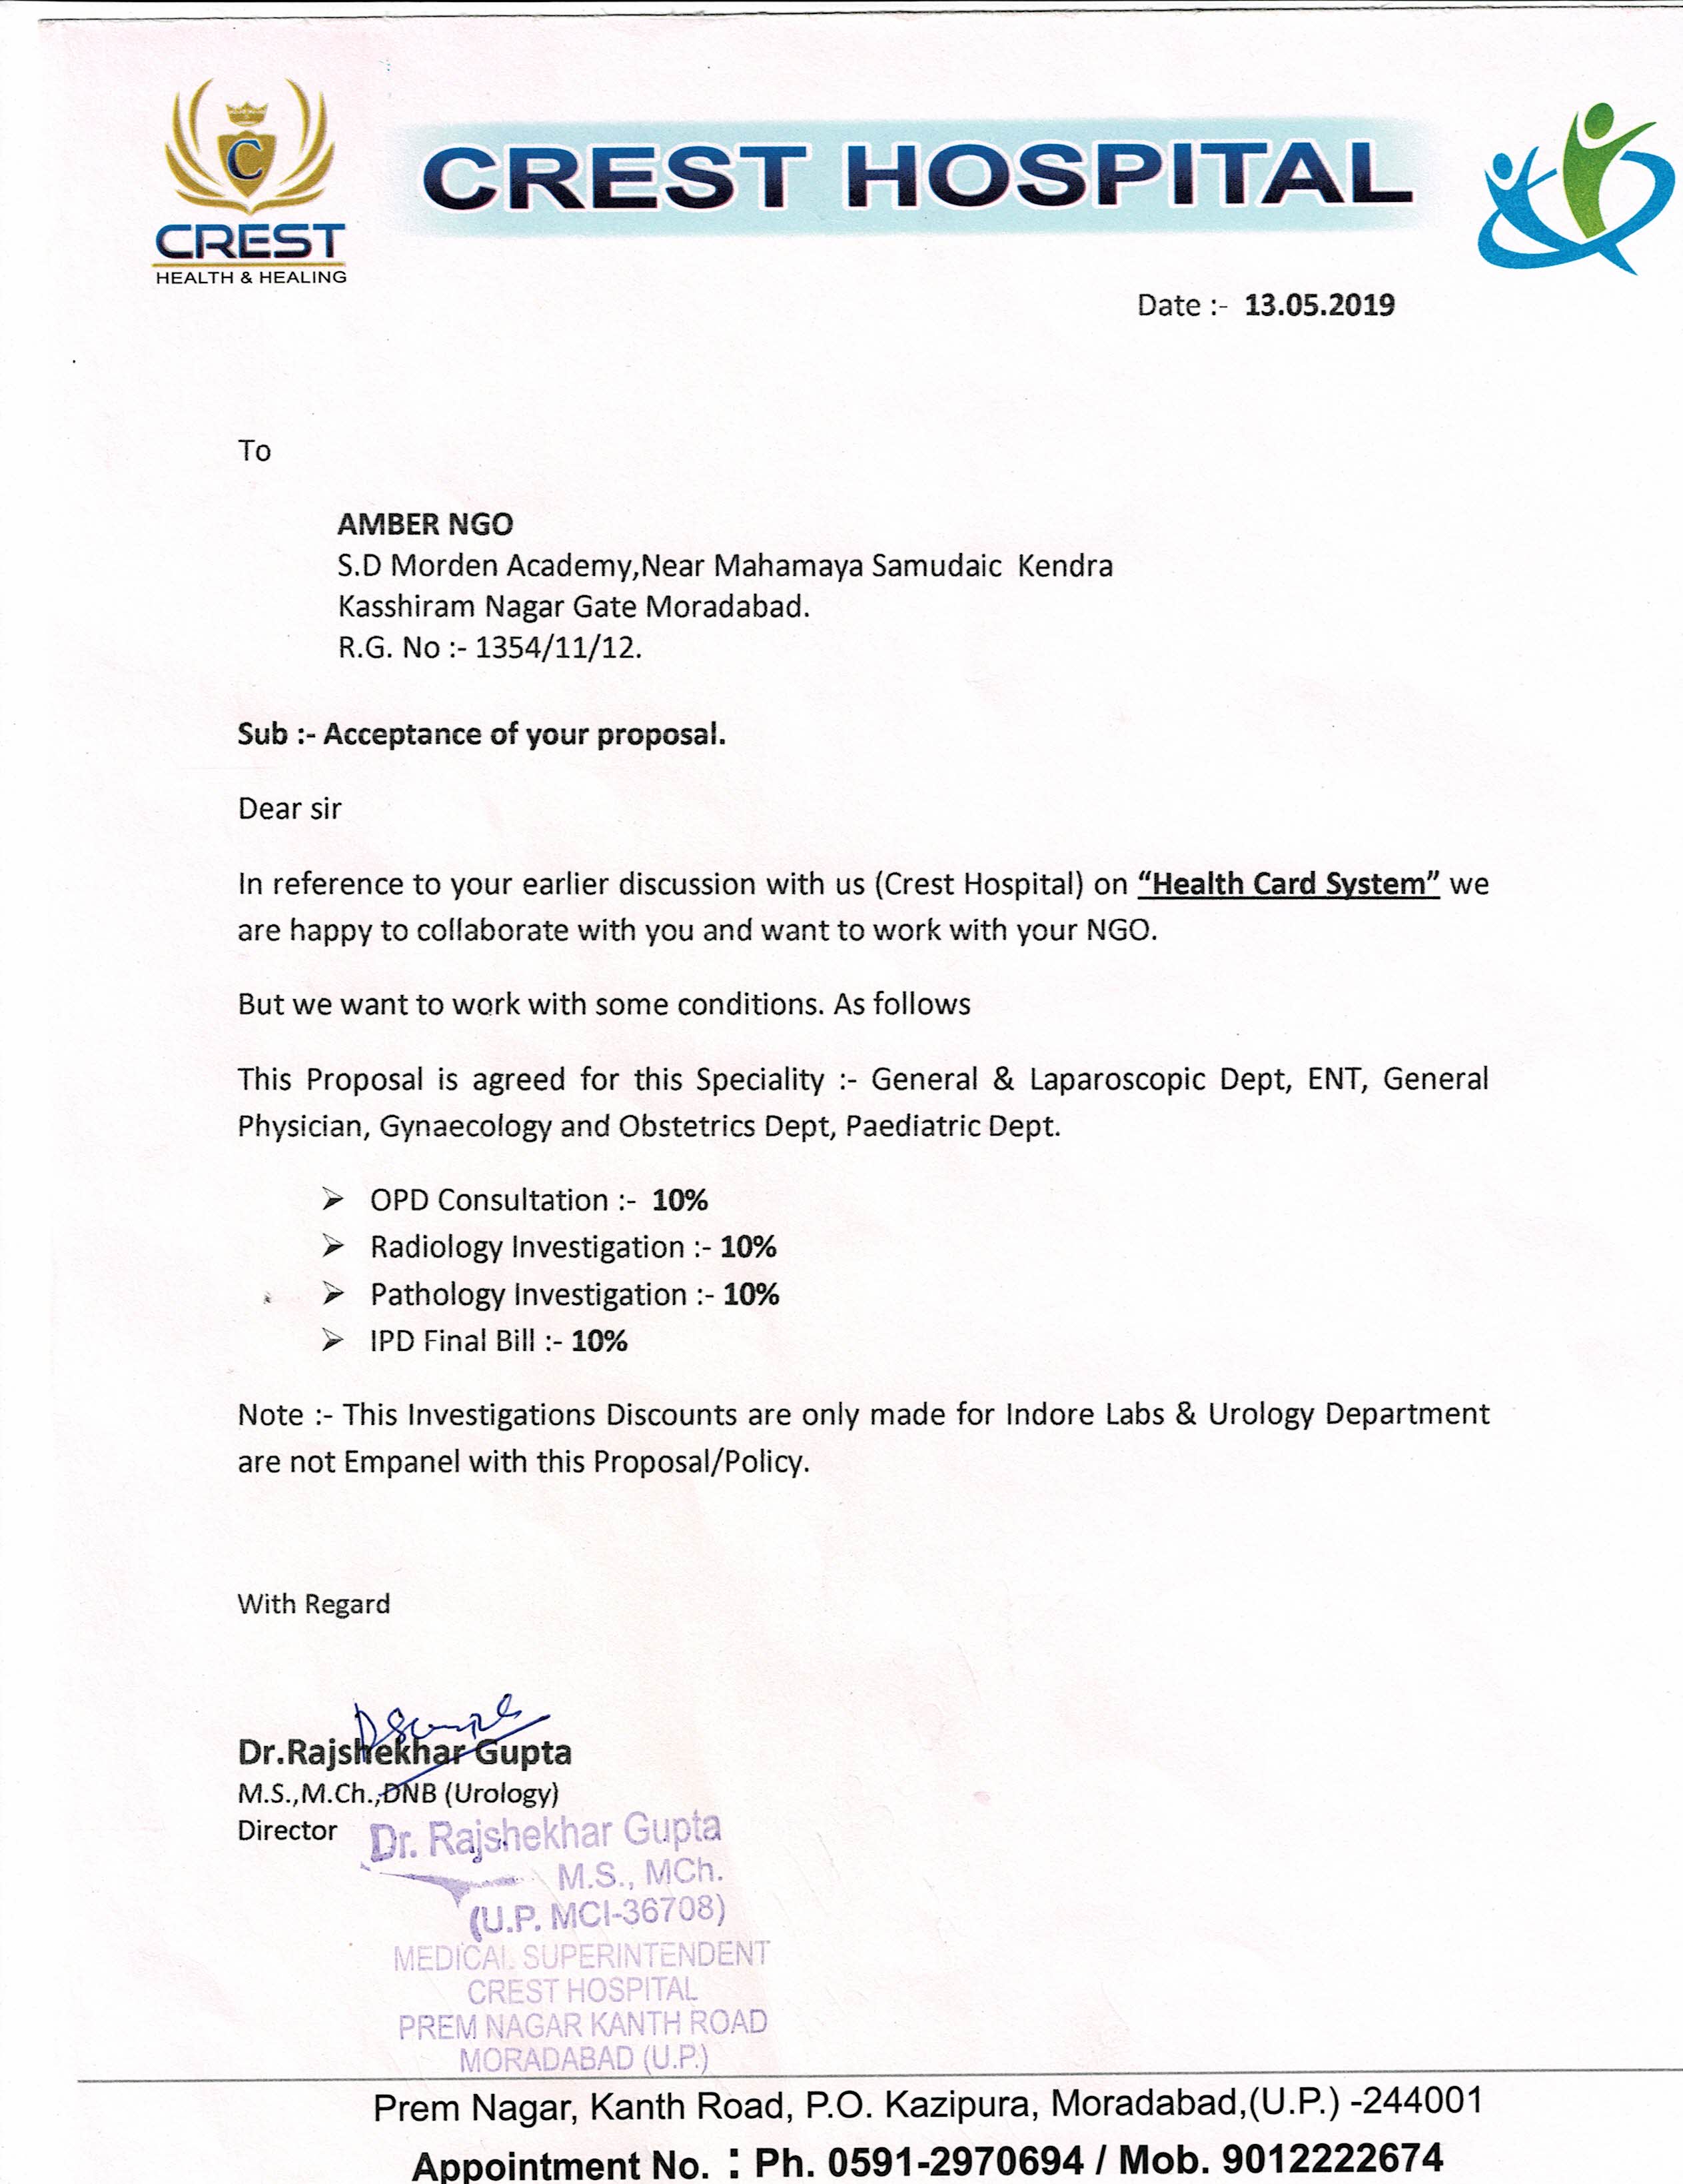 C
CREST
HEALTH & HEALING
CREST HOSPITAL
Date :- 13.05.2019
To
AMBER NGO
S.D Morden Academy,Near Mahamaya Samudaic Kendra
Kasshiram Nagar Gate Moradabad.
R.G. No :- 1354/11/12.
Sub :- Acceptance of your proposal.
Dear sir
In reference to your earlier discussion with us (Crest Hospital) on “Health Card System” we
are happy to collaborate with you and want to work with your NGO.
But we want to work with some conditions. As follows
This Proposal is agreed for this Speciality :- General & Laparoscopic Dept, ENT, General
Physician, Gynaecology and Obstetrics Dept, Paediatric Dept.
➢ OPD Consultation :- 10%
➢ Radiology Investigation :- 10%
➢ Pathology Investigation :- 10%
➢ IPD Final Bill :- 10%
Note :- This Investigations Discounts are only made for Indore Labs & Urology Department
are not Empanel with this Proposal/Policy.
With Regard
Dr.Rajshekhar Gupta
M.S.,M.Ch.,DNB (Urology)
Director
Dr. Rajshekhar Gupta
M.S., MCh.
(U.P. MCI-36708)
MEDICAL SUPERINTENDENT
CREST HOSPITAL
PREM NAGAR KANTH ROAD
MORADABAD (U.P.)
Prem Nagar, Kanth Road, P.O. Kazipura, Moradabad,(U.P.) -244001
Appointment No. : Ph. 0591-2970694 / Mob. 9012222674